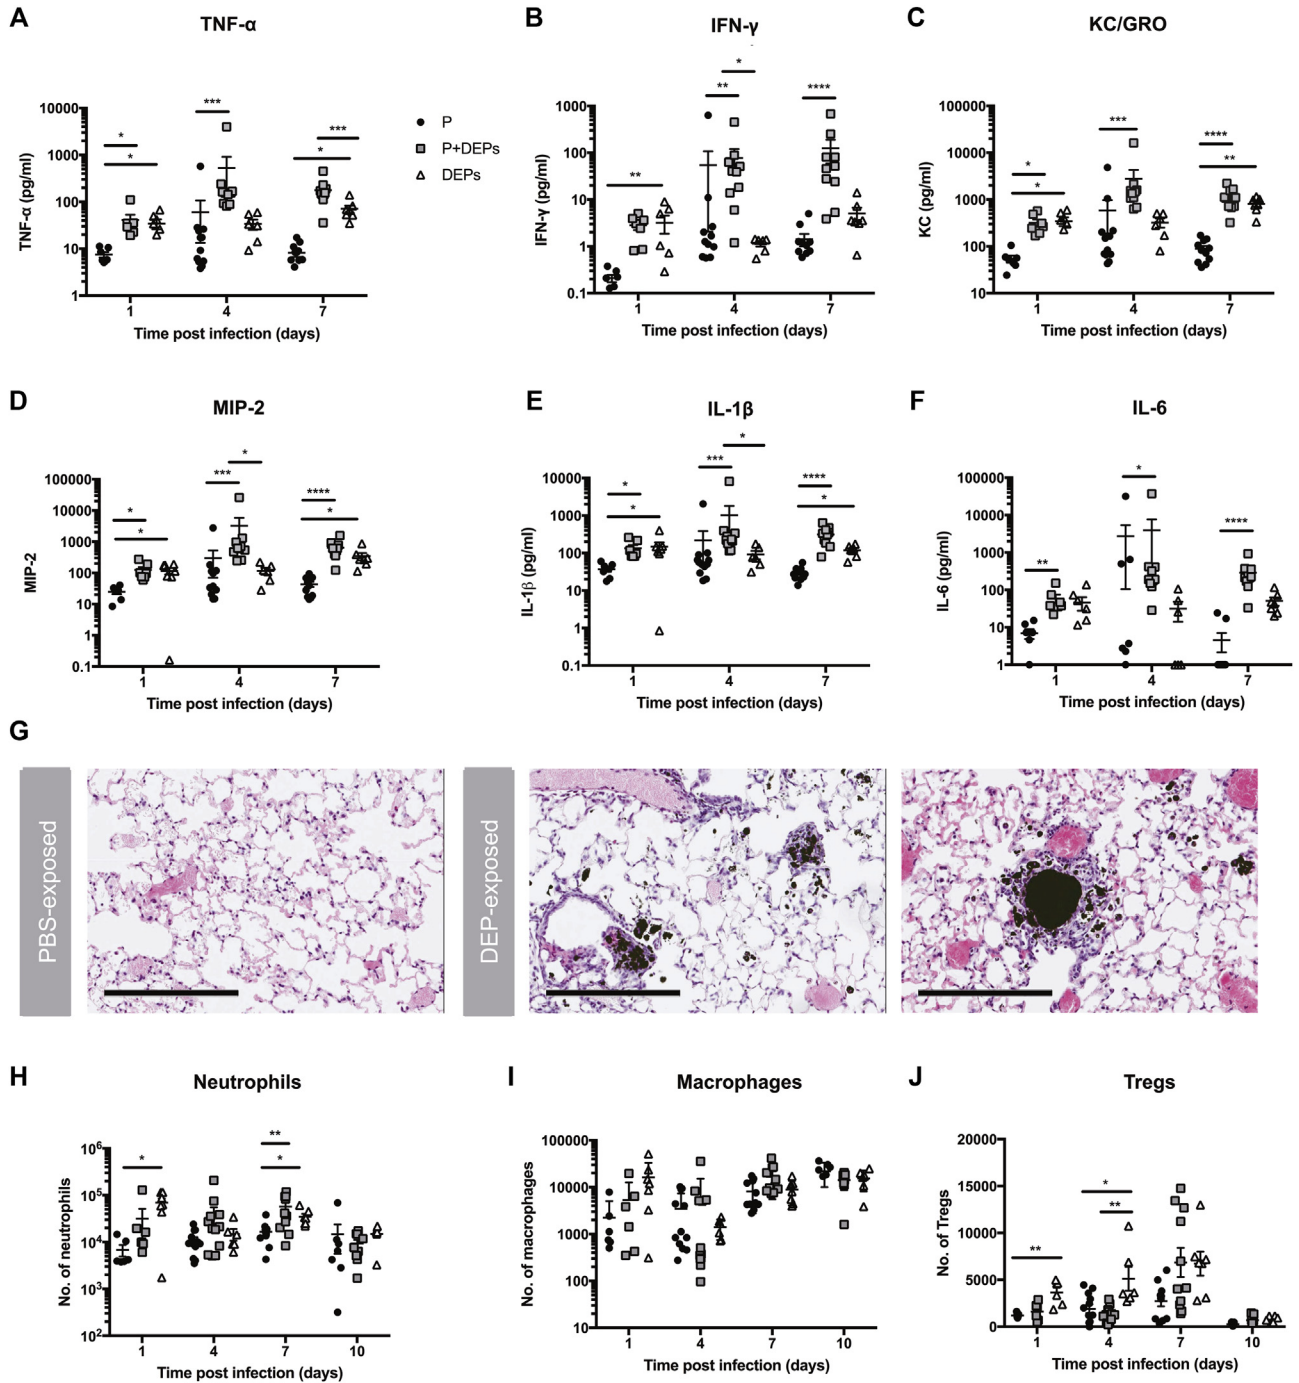 A
TNF-α
B
IFN-γ
C
KC/GRO
TNF-α (pg/ml)
10000
1000
100
10
1
*
*
***
***
*
1
4
7
Time post infection (days)
P
P+DEPs
DEPs
IFN-γ (pg/ml)
1000
100
10
1
0.1
**
**
*
****
1
4
7
Time post infection (days)
KC (pg/ml)
100000
10000
1000
100
10
*
*
***
****
**
1
4
7
Time post infection (days)
D
MIP-2
E
IL-1β
F
IL-6
MIP-2
100000
10000
1000
100
10
1
0.1
*
*
***
*
****
*
1
4
7
Time post infection (days)
IL-1β (pg/ml)
10000
1000
100
10
1
0.1
*
*
***
*
****
*
1
4
7
Time post infection (days)
IL-6 (pg/ml)
100000
10000
1000
100
10
1
**
*
****
1
4
7
Time post infection (days)
G
PBS-exposed
DEP-exposed
H
Neutrophils
I
Macrophages
J
Tregs
No. of neutrophils
10⁶
10⁵
10⁴
10³
10²
*
**
*
1
4
7
10
Time post infection (days)
No. of macrophages
100000
10000
1000
100
10
1
4
7
10
Time post infection (days)
No. of Tregs
20000
15000
10000
5000
0
**
*
**
1
4
7
10
Time post infection (days)